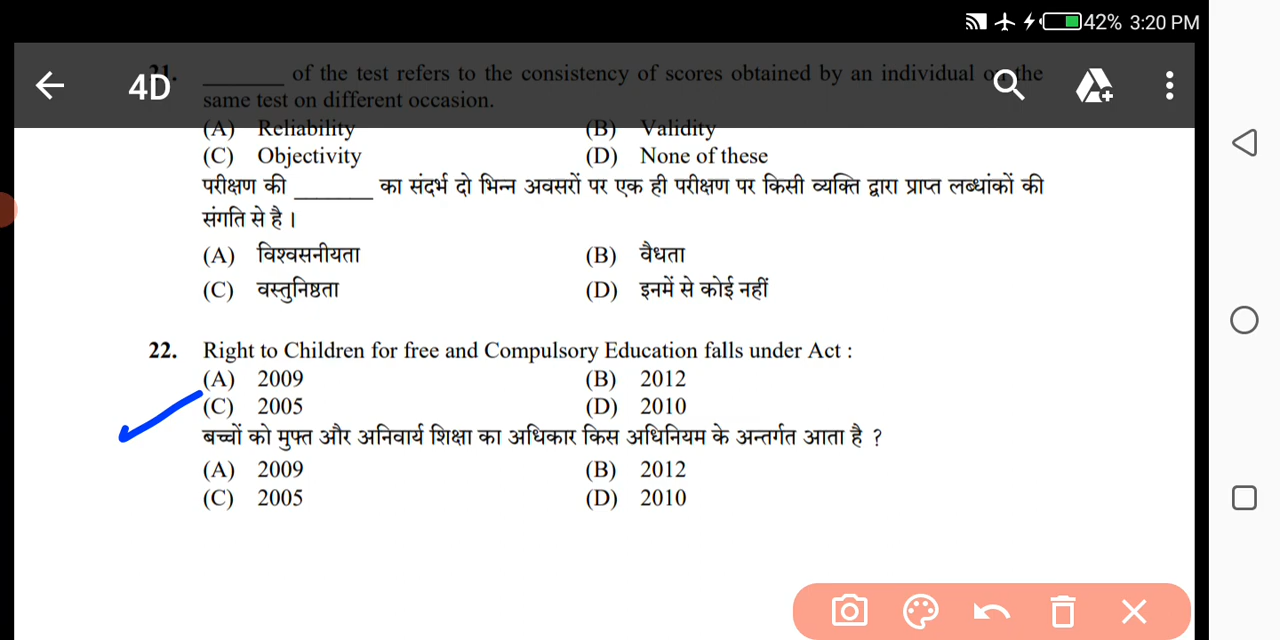 42% 3:20 PM
4D
21. ________ of the test refers to the consistency of scores obtained by an individual on the
same test on different occasion.
(A) Reliability (B) Validity
(C) Objectivity (D) None of these
परीक्षण की ________ का संदर्भ दो भिन्न अवसरों पर एक ही परीक्षण पर किसी व्यक्ति द्वारा प्राप्त लब्धांकों की
संगति से है ।
(A) विश्वसनीयता (B) वैधता
(C) वस्तुनिष्ठता (D) इनमें से कोई नहीं
22. Right to Children for free and Compulsory Education falls under Act :
(A) 2009 (B) 2012
(C) 2005 (D) 2010
बच्चों को मुफ्त और अनिवार्य शिक्षा का अधिकार किस अधिनियम के अन्तर्गत आता है ?
(A) 2009 (B) 2012
(C) 2005 (D) 2010